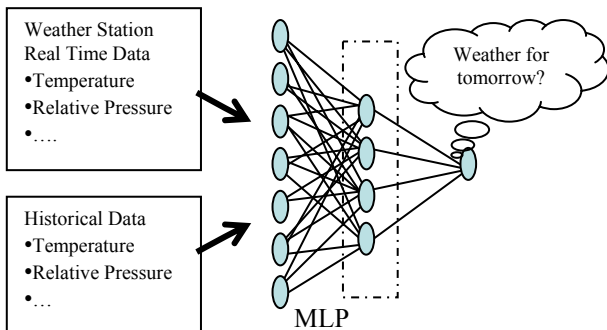 Weather Station
Real Time Data
•Temperature
•Relative Pressure
•….
Historical Data
•Temperature
•Relative Pressure
•…
Weather for
tomorrow?
MLP